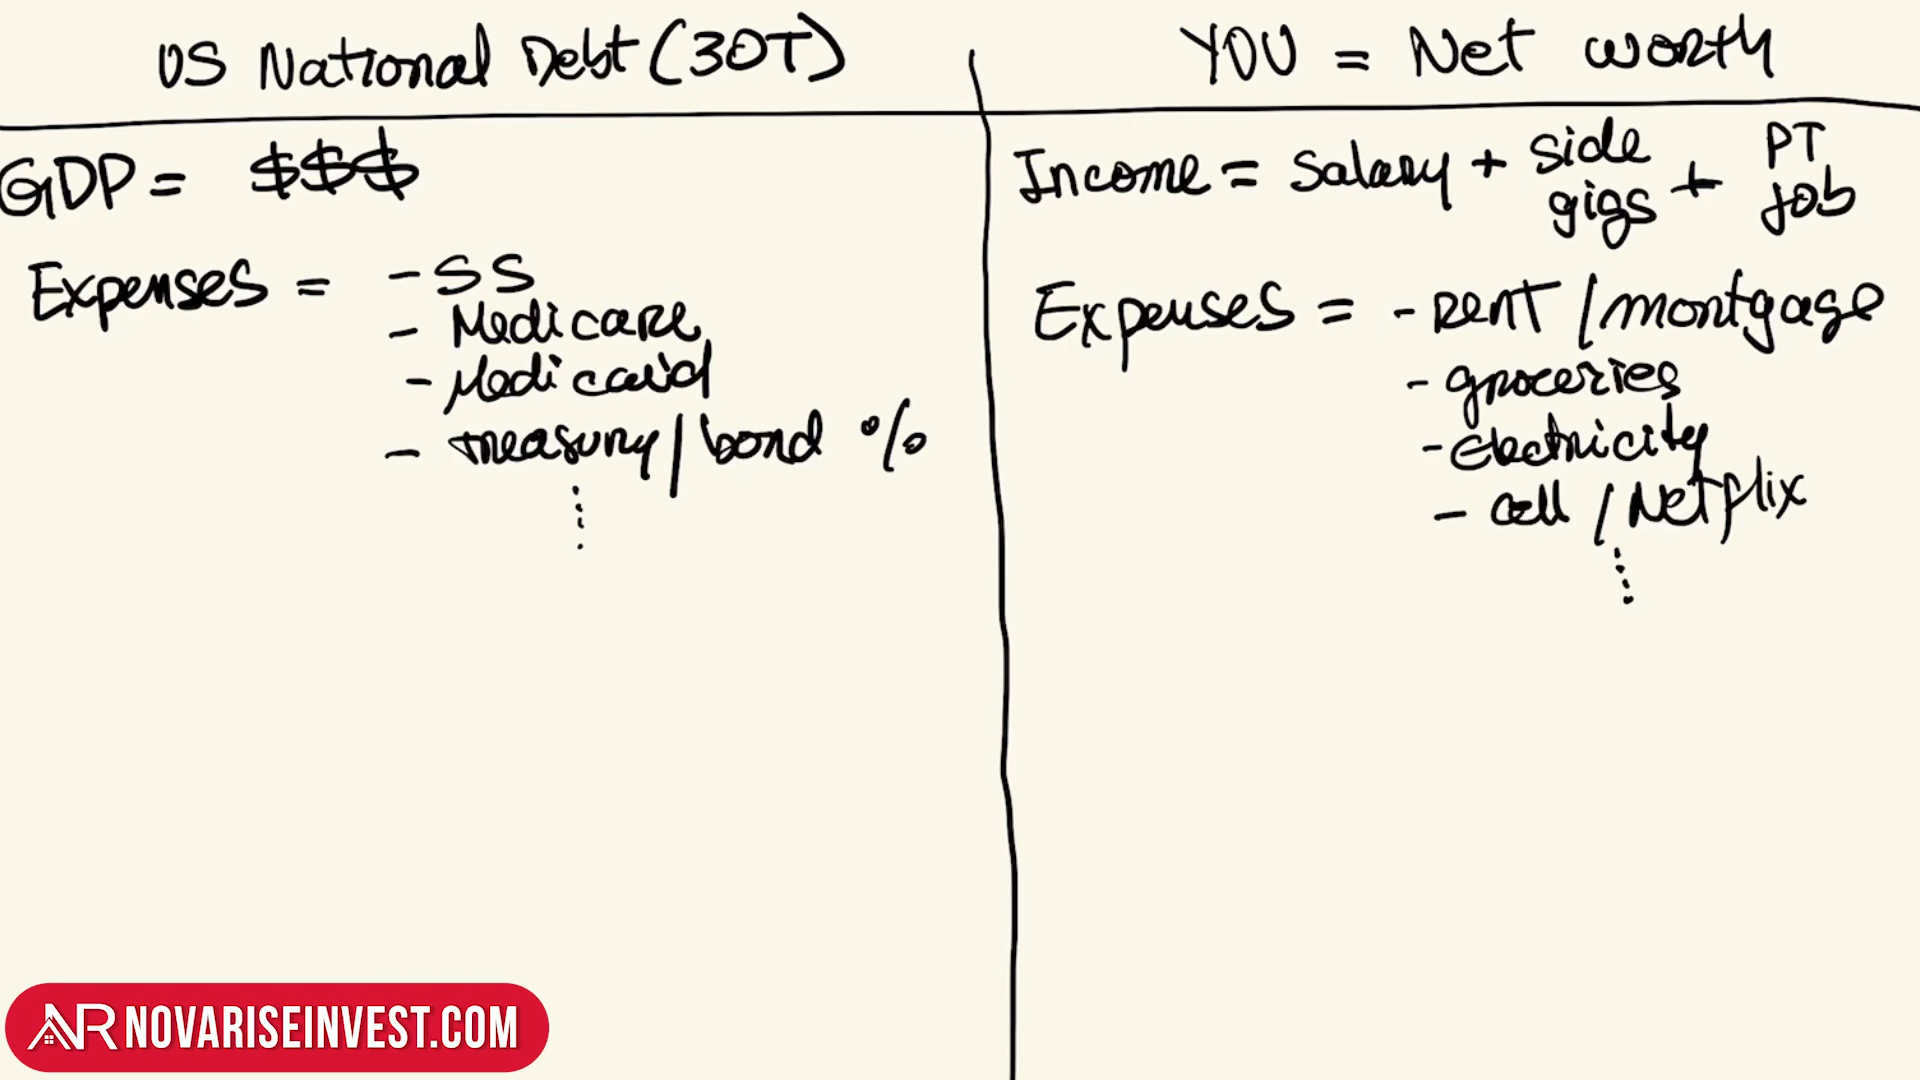 US National Debt (30T)
GDP = $$$
Expenses = - SS
- Medicare
- Medicaid
- treasury / bond %
YOU = Net worth
Income = Salary + side gigs + PT job
Expenses = - Rent / mortgage
- groceries
- Electricity
- cell / Netflix
NR NOVARISEINVEST.COM